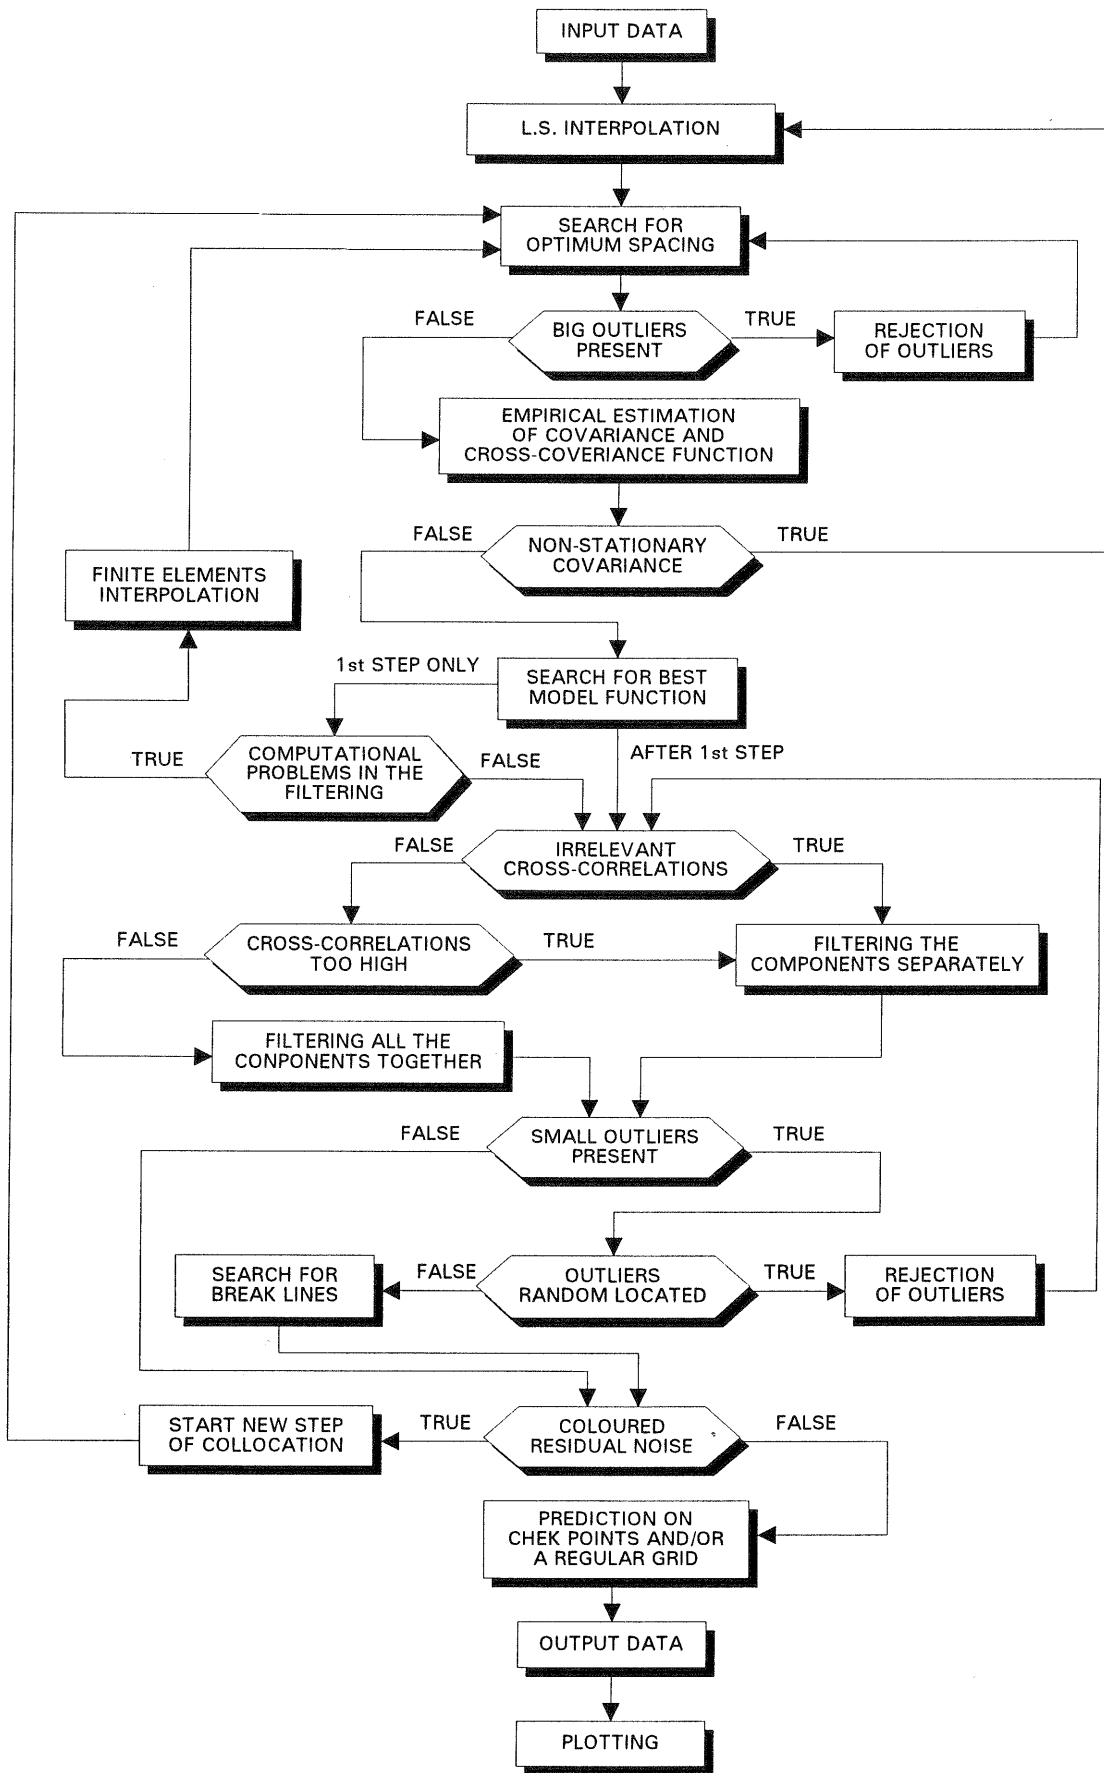 INPUT DATA
L.S. INTERPOLATION
SEARCH FOR
OPTIMUM SPACING
FALSE
BIG OUTLIERS
PRESENT
TRUE
REJECTION
OF OUTLIERS
EMPIRICAL ESTIMATION
OF COVARIANCE AND
CROSS-COVERIANCE FUNCTION
FALSE
NON-STATIONARY
COVARIANCE
TRUE
FINITE ELEMENTS
INTERPOLATION
1st STEP ONLY
SEARCH FOR BEST
MODEL FUNCTION
TRUE
COMPUTATIONAL
PROBLEMS IN THE
FILTERING
FALSE
AFTER 1st STEP
FALSE
IRRELEVANT
CROSS-CORRELATIONS
TRUE
FALSE
CROSS-CORRELATIONS
TOO HIGH
TRUE
FILTERING THE
COMPONENTS SEPARATELY
FILTERING ALL THE
CONPONENTS TOGETHER
FALSE
SMALL OUTLIERS
PRESENT
TRUE
SEARCH FOR
BREAK LINES
FALSE
OUTLIERS
RANDOM LOCATED
TRUE
REJECTION
OF OUTLIERS
START NEW STEP
OF COLLOCATION
TRUE
COLOURED
RESIDUAL NOISE
FALSE
PREDICTION ON
CHEK POINTS AND/OR
A REGULAR GRID
OUTPUT DATA
PLOTTING